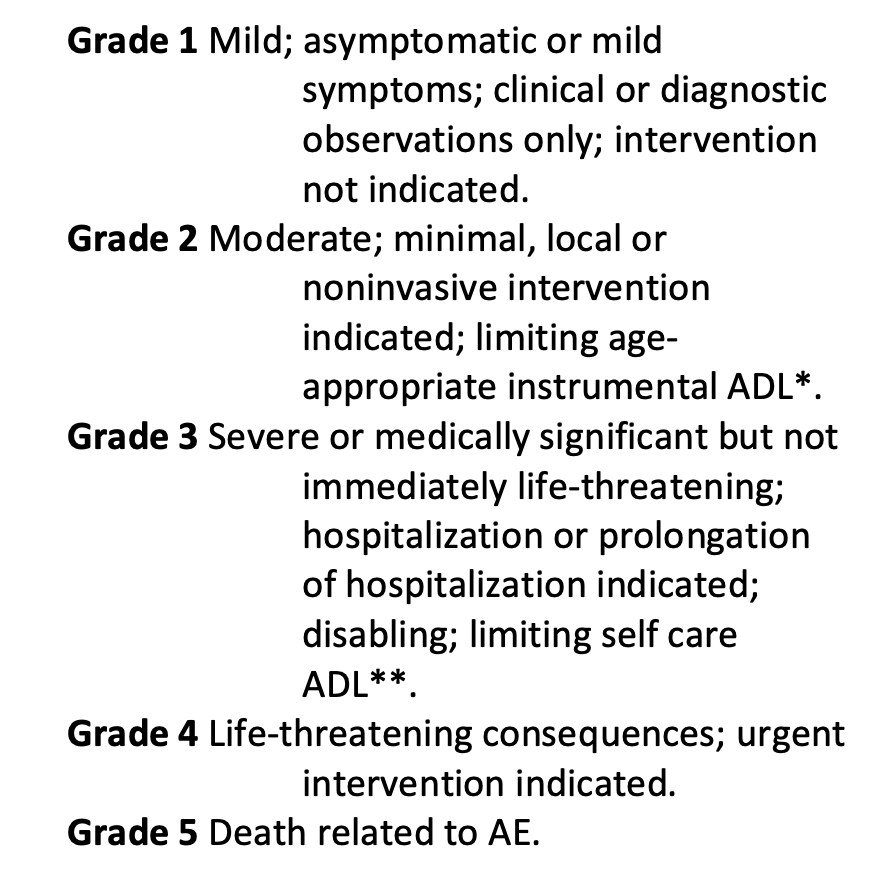 Grade 1 Mild; asymptomatic or mild
symptoms; clinical or diagnostic
observations only; intervention
not indicated.
Grade 2 Moderate; minimal, local or
noninvasive intervention
indicated; limiting age-
appropriate instrumental ADL*.
Grade 3 Severe or medically significant but not
immediately life-threatening;
hospitalization or prolongation
of hospitalization indicated;
disabling; limiting self care
ADL**.
Grade 4 Life-threatening consequences; urgent
intervention indicated.
Grade 5 Death related to AE.